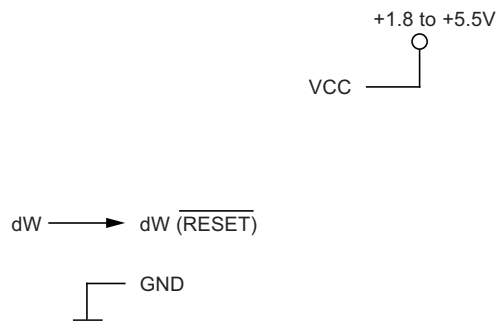 +1.8 to +5.5V
VCC
dW dW (RESET)
GND